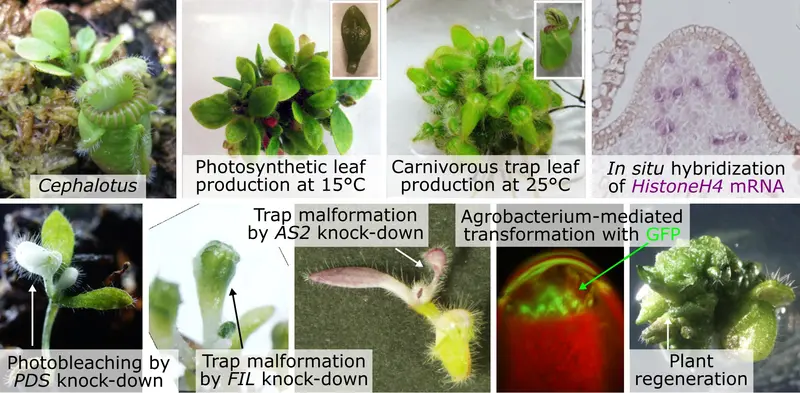 Cephalotus
Photosynthetic leaf
production at 15°C
Carnivorous trap leaf
production at 25°C
In situ hybridization
of HistoneH4 mRNA
Photobleaching by
PDS knock-down
Trap malformation
by FIL knock-down
Trap malformation
by AS2 knock-down
Agrobacterium-mediated
transformation with GFP
Plant
regeneration